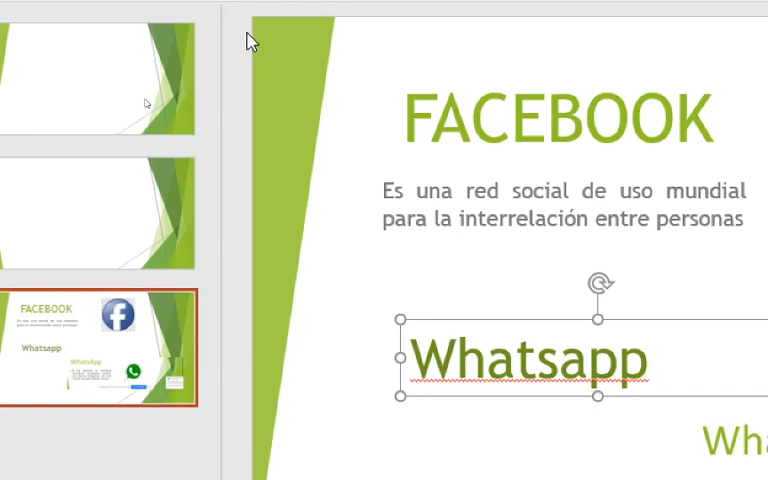 FACEBOOK
Es una red social de uso mundial
para la interrelación entre personas
Whatsapp
Wha
FACEBOOK
Whatsapp
WhatsApp